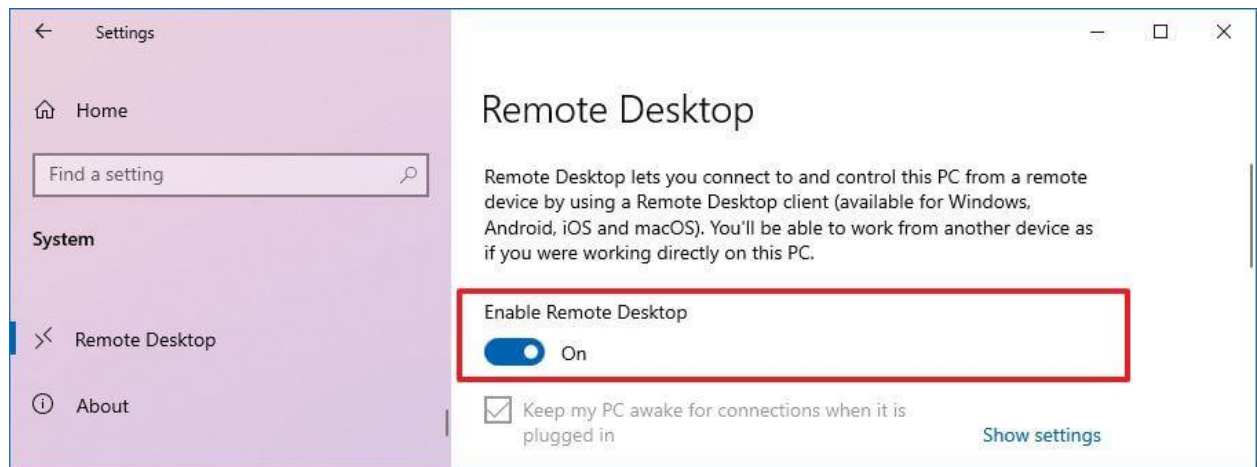 Settings
Home
Find a setting
System
Remote Desktop
About
Remote Desktop
Remote Desktop lets you connect to and control this PC from a remote
device by using a Remote Desktop client (available for Windows,
Android, iOS and macOS). You'll be able to work from another device as
if you were working directly on this PC.
Enable Remote Desktop
On
Keep my PC awake for connections when it is
plugged in
Show settings